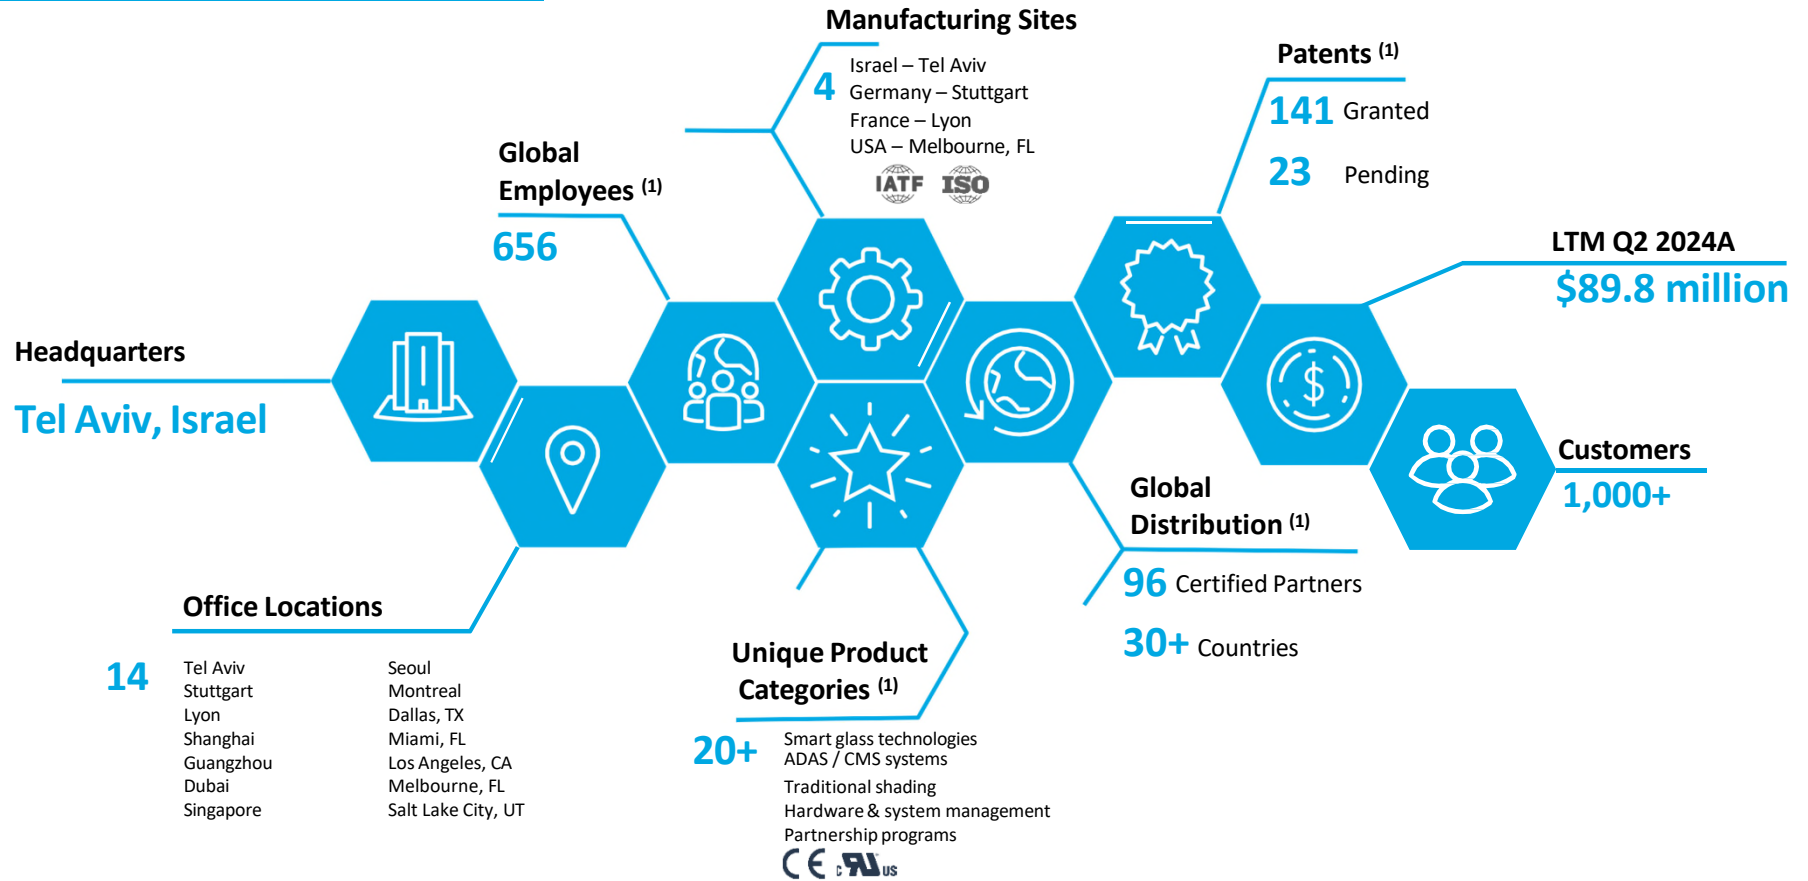 Manufacturing Sites
4
Israel – Tel Aviv
Germany – Stuttgart
France – Lyon
USA – Melbourne, FL
IATF ISO
Patents (1)
141 Granted
23 Pending
Global
Employees (1)
656
LTM Q2 2024A
$89.8 million
Headquarters
Tel Aviv, Israel
$
Customers
1,000+
Global
Distribution (1)
96 Certified Partners
30+ Countries
Office Locations
14
Tel Aviv
Stuttgart
Lyon
Shanghai
Guangzhou
Dubai
Singapore
Seoul
Montreal
Dallas, TX
Miami, FL
Los Angeles, CA
Melbourne, FL
Salt Lake City, UT
Unique Product
Categories (1)
20+
Smart glass technologies
ADAS / CMS systems
Traditional shading
Hardware & system management
Partnership programs
CE c RU US